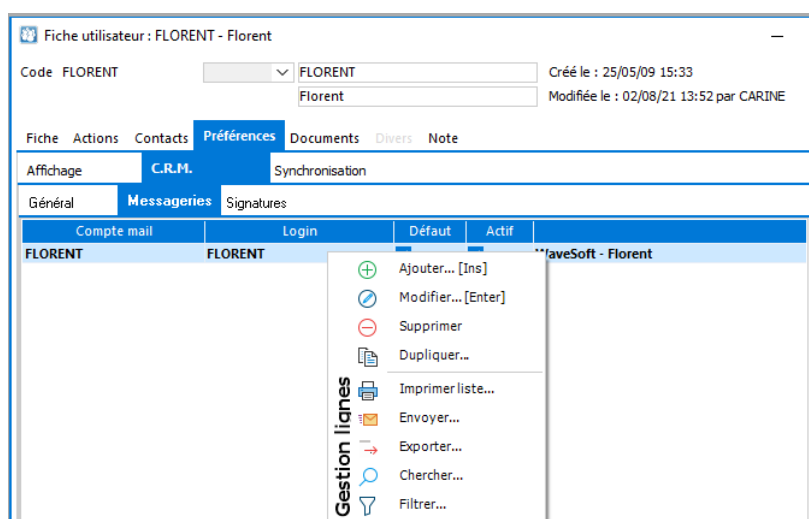 Fiche utilisateur : FLORENT - Florent
Code FLORENT FLORENT Créé le : 25/05/09 15:33
Florent Modifiée le : 02/08/21 13:52 par CARINE
Fiche Actions Contacts Préférences Documents Divers Note
Affichage C.R.M. Synchronisation
Général Messageries Signatures
Compte mail Login Défaut Actif
FLORENT FLORENT WaveSoft - Florent
Ajouter... [Ins]
Modifier... [Enter]
Supprimer
Dupliquer...
Imprimer liste...
Envoyer...
Exporter...
Chercher...
Filtrer...
Gestion lignes